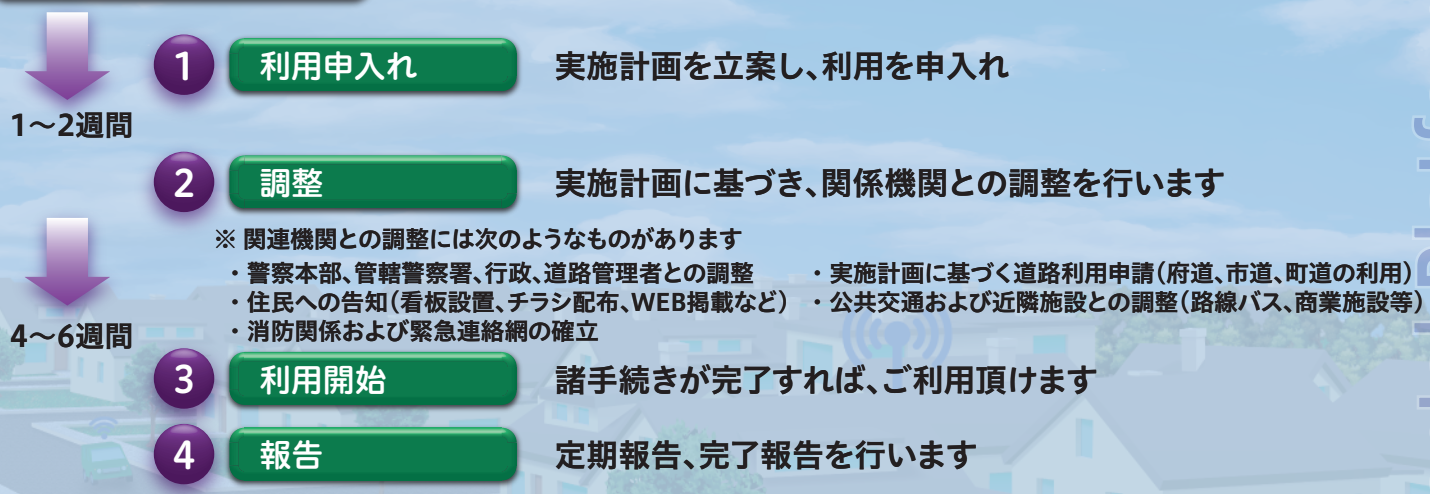 1 利用申入れ 実施計画を立案し、利用を申入れ
1～2週間
2 調整 実施計画に基づき、関係機関との調整を行います
※ 関連機関との調整には次のようなものがあります
・警察本部、管轄警察署、行政、道路管理者との調整 ・実施計画に基づく道路利用申請（府道、市道、町道の利用）
・住民への告知（看板設置、チラシ配布、WEB掲載など） ・公共交通および近隣施設との調整（路線バス、商業施設等）
・消防関係および緊急連絡網の確立
4～6週間
3 利用開始 諸手続きが完了すれば、ご利用頂けます
4 報告 定期報告、完了報告を行います